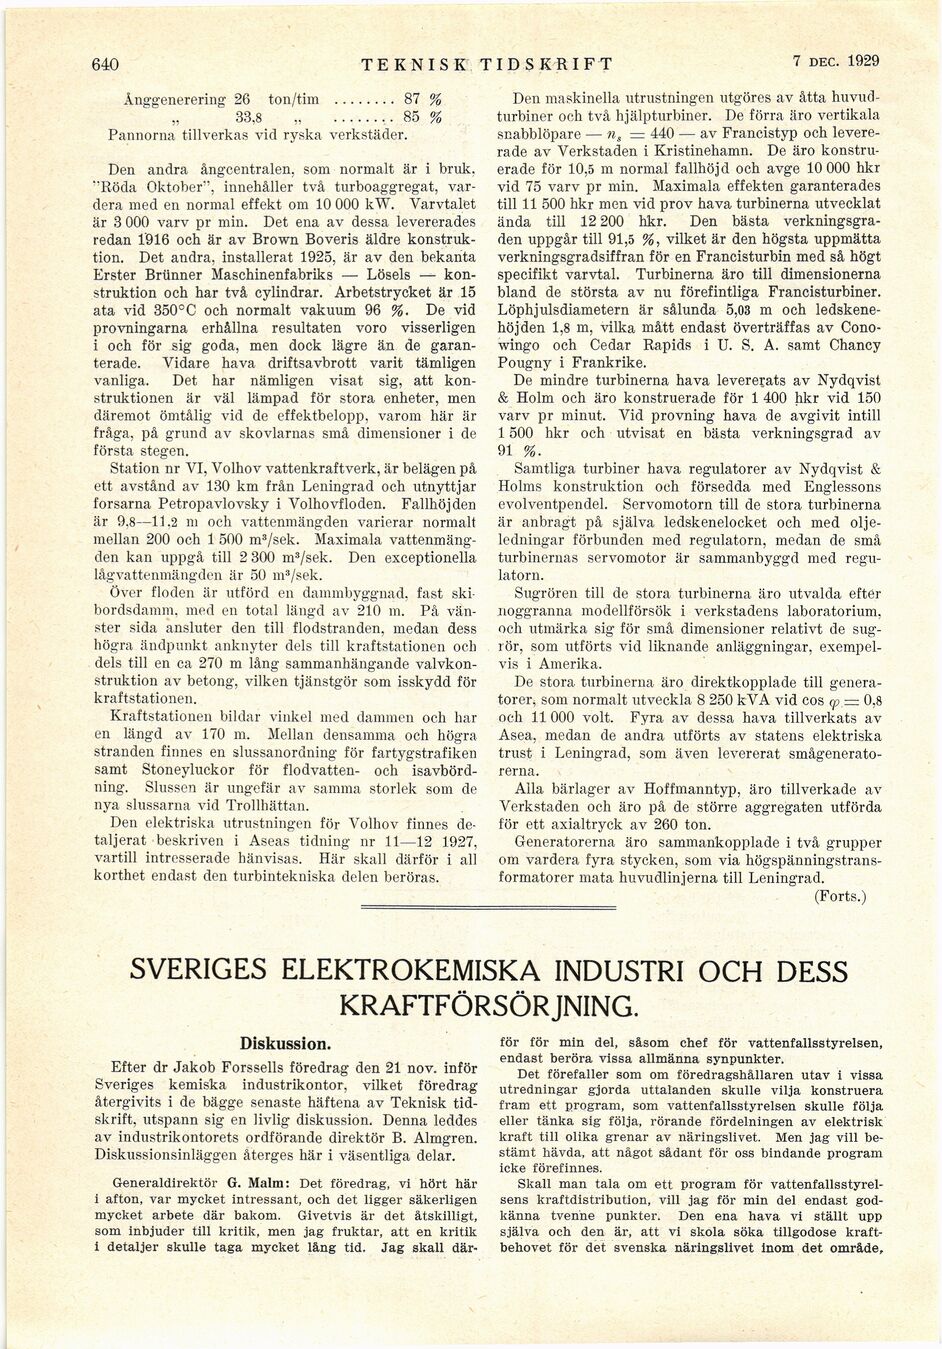 640
TEKNISK TIDSKRIFT
7 DEC. 1929
Ånggenerering 26 ton/tim ........ 87 %
„ 33,8 „ ........ 85 %
Pannorna tillverkas vid ryska verkstäder.
Den andra ångcentralen, som normalt är i bruk,
"Röda Oktober", innehåller två turboaggregat, var-
dera med en normal effekt om 10 000 kW. Varvtalet
är 3 000 varv pr min. Det ena av dessa levererades
redan 1916 och är av Brown Boveris äldre konstruk-
tion. Det andra, installerat 1925, är av den bekanta
Erster Brünner Maschinenfabriks — Lösels — kon-
struktion och har två cylindrar. Arbetstrycket är 15
ata vid 350°C och normalt vakuum 96 %. De vid
provningarna erhållna resultaten voro visserligen
i och för sig goda, men dock lägre än de garan-
terade. Vidare hava driftsavbrott varit tämligen
vanliga. Det har nämligen visat sig, att kon-
struktionen är väl lämpad för stora enheter, men
däremot ömtålig vid de effektbelopp, varom här är
fråga, på grund av skovlarnas små dimensioner i de
första stegen.
Station nr VI, Volhov vattenkraftverk, är belägen på
ett avstånd av 130 km från Leningrad och utnyttjar
forsarna Petropavlovsky i Volhovfloden. Fallhöjden
är 9,8—11,2 m och vattenmängden varierar normalt
mellan 200 och 1 500 m³/sek. Maximala vattenmäng-
den kan uppgå till 2 300 m³/sek. Den exceptionella
lågvattenmängden är 50 m³/sek.
Över floden är utförd en dammbyggnad, fast ski-
bordsdamm, med en total längd av 210 m. På vän-
ster sida ansluter den till flodstranden, medan dess
högra ändpunkt anknyter dels till kraftstationen och
dels till en ca 270 m lång sammanhängande valvkon-
struktion av betong, vilken tjänstgör som isskydd för
kraftstationen.
Kraftstationen bildar vinkel med dammen och har
en längd av 170 m. Mellan densamma och högra
stranden finnes en slussanordning för fartygstrafiken
samt Stoneyluckor för flodvatten- och isavbörd-
ning. Slussen är ungefär av samma storlek som de
nya slussarna vid Trollhättan.
Den elektriska utrustningen för Volhov finnes de-
taljerat beskriven i Aseas tidning nr 11—12 1927,
vartill intresserade hänvisas. Här skall därför i all
korthet endast den turbintekniska delen beröras.
Den maskinella utrustningen utgöres av åtta huvud-
turbiner och två hjälpturbiner. De förra äro vertikala
snabblöpare — nₛ = 440 — av Francistyp och levere-
rade av Verkstaden i Kristinehamn. De äro konstru-
erade för 10,5 m normal fallhöjd och avge 10 000 hkr
vid 75 varv pr min. Maximala effekten garanterades
till 11 500 hkr men vid prov hava turbinerna utvecklat
ända till 12 200 hkr. Den bästa verkningsgra-
den uppgår till 91,5 %, vilket är den högsta uppmätta
verkningsgradsiffran för en Francisturbin med så högt
specifikt varvtal. Turbinerna äro till dimensionerna
bland de största av nu förefintliga Francisturbiner.
Löphjulsdiametern är sålunda 5,03 m och ledskene-
höjden 1,8 m, vilka mått endast överträffas av Cono-
wingo och Cedar Rapids i U. S. A. samt Chancy
Pougny i Frankrike.
De mindre turbinerna hava levererats av Nydqvist
& Holm och äro konstruerade för 1 400 hkr vid 150
varv pr minut. Vid provning hava de avgivit intill
1 500 hkr och utvisat en bästa verkningsgrad av
91 %.
Samtliga turbiner hava regulatorer av Nydqvist &
Holms konstruktion och försedda med Englessons
evolventpendel. Servomotorn till de stora turbinerna
är anbragt på själva ledskenelocket och med olje-
ledningar förbunden med regulatorn, medan de små
turbinernas servomotor är sammanbyggd med regu-
latorn.
Sugrören till de stora turbinerna äro utvalda efter
noggranna modellförsök i verkstadens laboratorium,
och utmärka sig för små dimensioner relativt de sug-
rör, som utförts vid liknande anläggningar, exempel-
vis i Amerika.
De stora turbinerna äro direktkopplade till genera-
torer, som normalt utveckla 8 250 kVA vid cos φ = 0,8
och 11 000 volt. Fyra av dessa hava tillverkats av
Asea, medan de andra utförts av statens elektriska
trust i Leningrad, som även levererat smågenerato-
rerna.
Alla bärlager av Hoffmanntyp, äro tillverkade av
Verkstaden och äro på de större aggregaten utförda
för ett axialtryck av 260 ton.
Generatorerna äro sammankopplade i två grupper
om vardera fyra stycken, som via högspänningstrans-
formatorer mata huvudlinjerna till Leningrad.
(Forts.)
SVERIGES ELEKTROKEMISKA INDUSTRI OCH DESS
KRAFTFÖRSÖRJNING.
Diskussion.
Efter dr Jakob Forssells föredrag den 21 nov. inför
Sveriges kemiska industrikontor, vilket föredrag
återgivits i de bägge senaste häftena av Teknisk tid-
skrift, utspann sig en livlig diskussion. Denna leddes
av industrikontorets ordförande direktör B. Almgren.
Diskussionsinläggen återges här i väsentliga delar.
Generaldirektör G. Malm: Det föredrag, vi hört här
i afton, var mycket intressant, och det ligger säkerligen
mycket arbete där bakom. Givetvis är det åtskilligt,
som inbjuder till kritik, men jag fruktar, att en kritik
i detaljer skulle taga mycket lång tid. Jag skall där-
för för min del, såsom chef för vattenfallsstyrelsen,
endast beröra vissa allmänna synpunkter.
Det förefaller som om föredragshållaren utav i vissa
utredningar gjorda uttalanden skulle vilja konstruera
fram ett program, som vattenfallsstyrelsen skulle följa
eller tänka sig följa, rörande fördelningen av elektrisk
kraft till olika grenar av näringslivet. Men jag vill be-
stämt hävda, att något sådant för oss bindande program
icke förefinnes.
Skall man tala om ett program för vattenfallsstyrel-
sens kraftdistribution, vill jag för min del endast god-
känna tvenne punkter. Den ena hava vi ställt upp
själva och den är, att vi skola söka tillgodose kraft-
behovet för det svenska näringslivet inom det område,